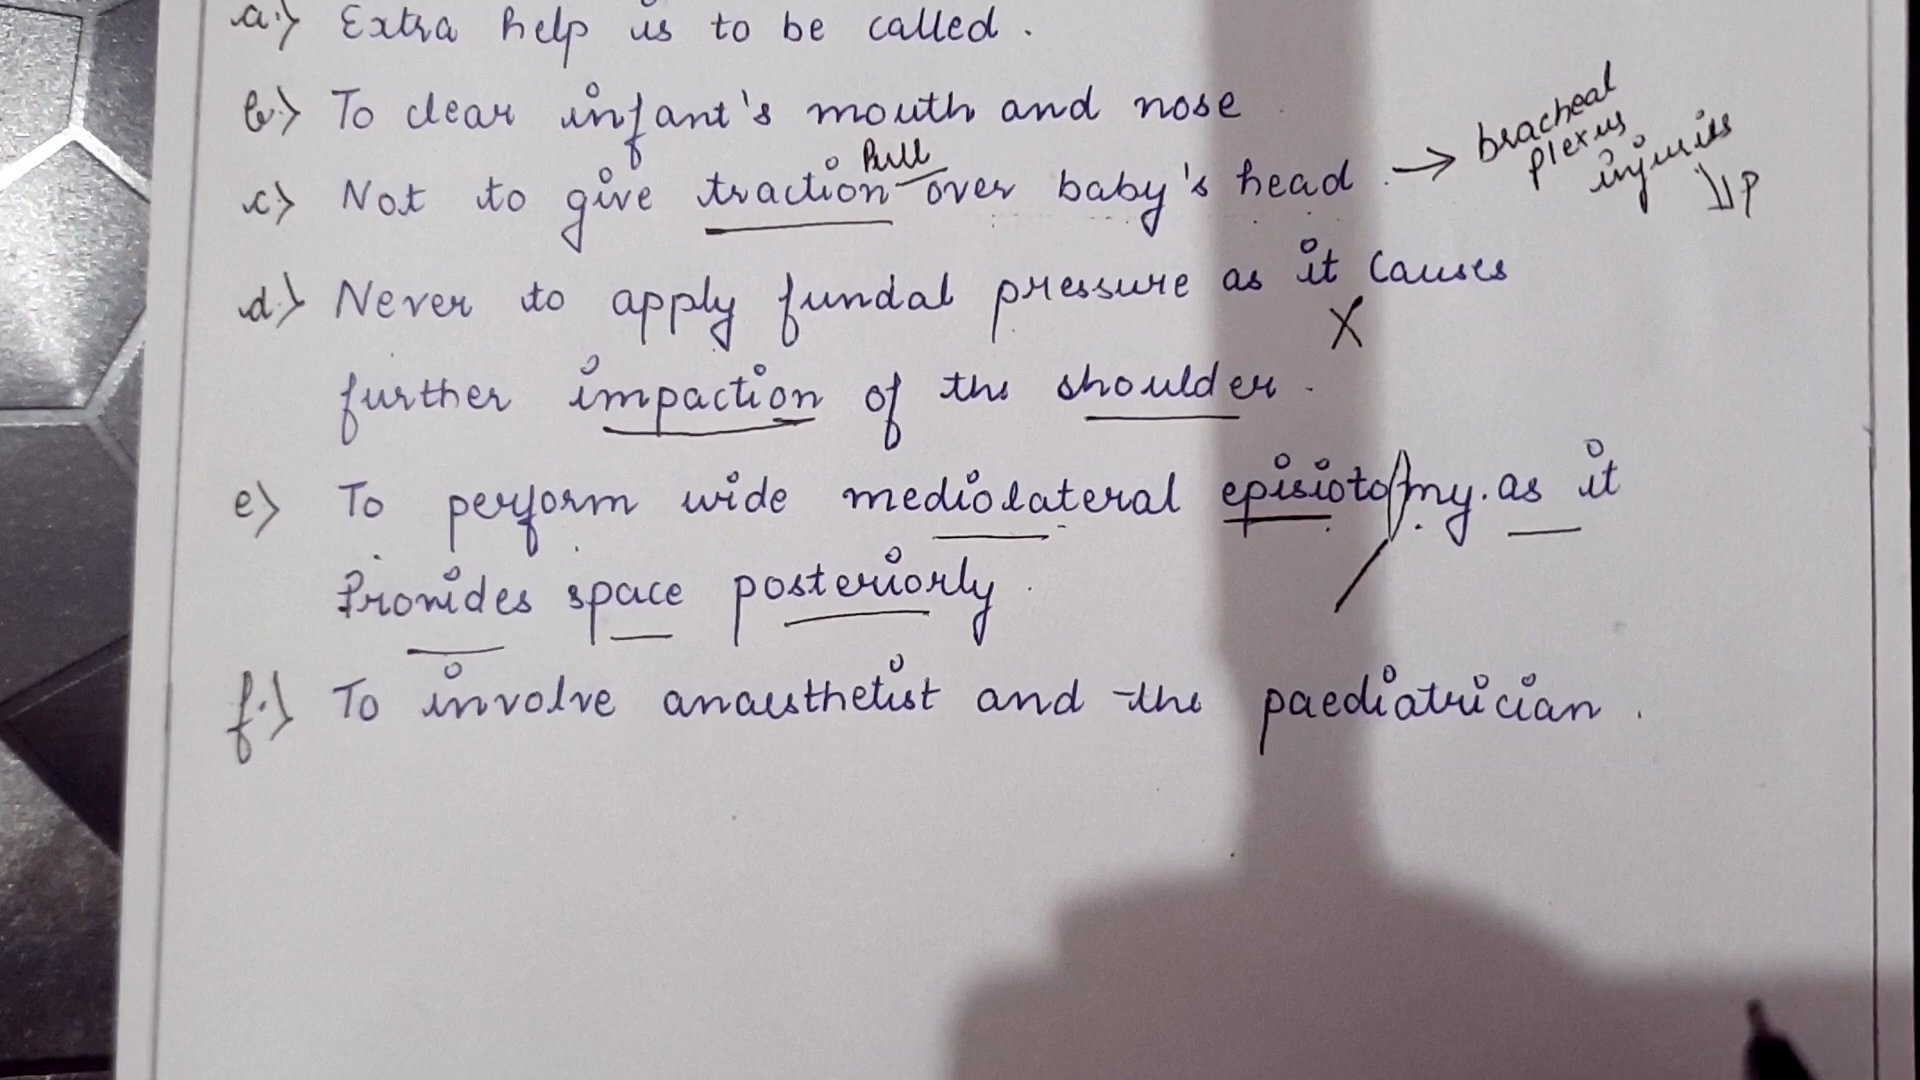 a.) Extra help is to be called.
b.) To clear infant's mouth and nose
Pull
c) Not to give traction over baby's head. → bracheal
plexus
injuries
d.) Never to apply fundal pressure as it causes
X
further impaction of the shoulder.
e) To perform wide mediolateral episiotomy. as it
Provides space posteriorly.
f.) To involve anaesthetist and the paediatrician.